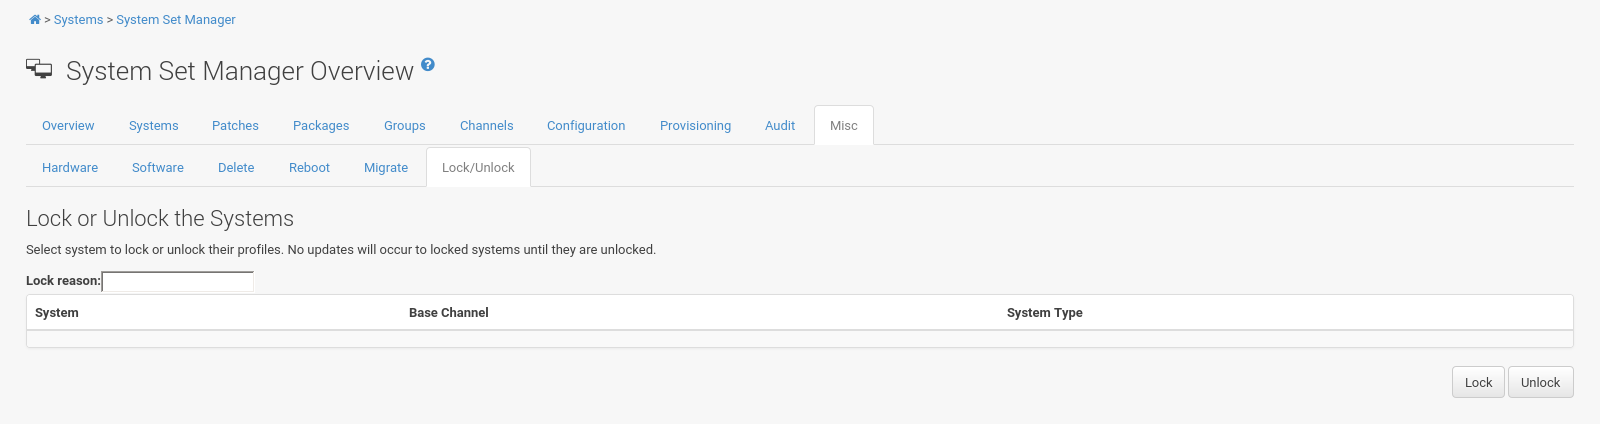 > Systems > System Set Manager
System Set Manager Overview ?
Overview Systems Patches Packages Groups Channels Configuration Provisioning Audit Misc
Hardware Software Delete Reboot Migrate Lock/Unlock
Lock or Unlock the Systems
Select system to lock or unlock their profiles. No updates will occur to locked systems until they are unlocked.
Lock reason:
System Base Channel System Type
Lock Unlock